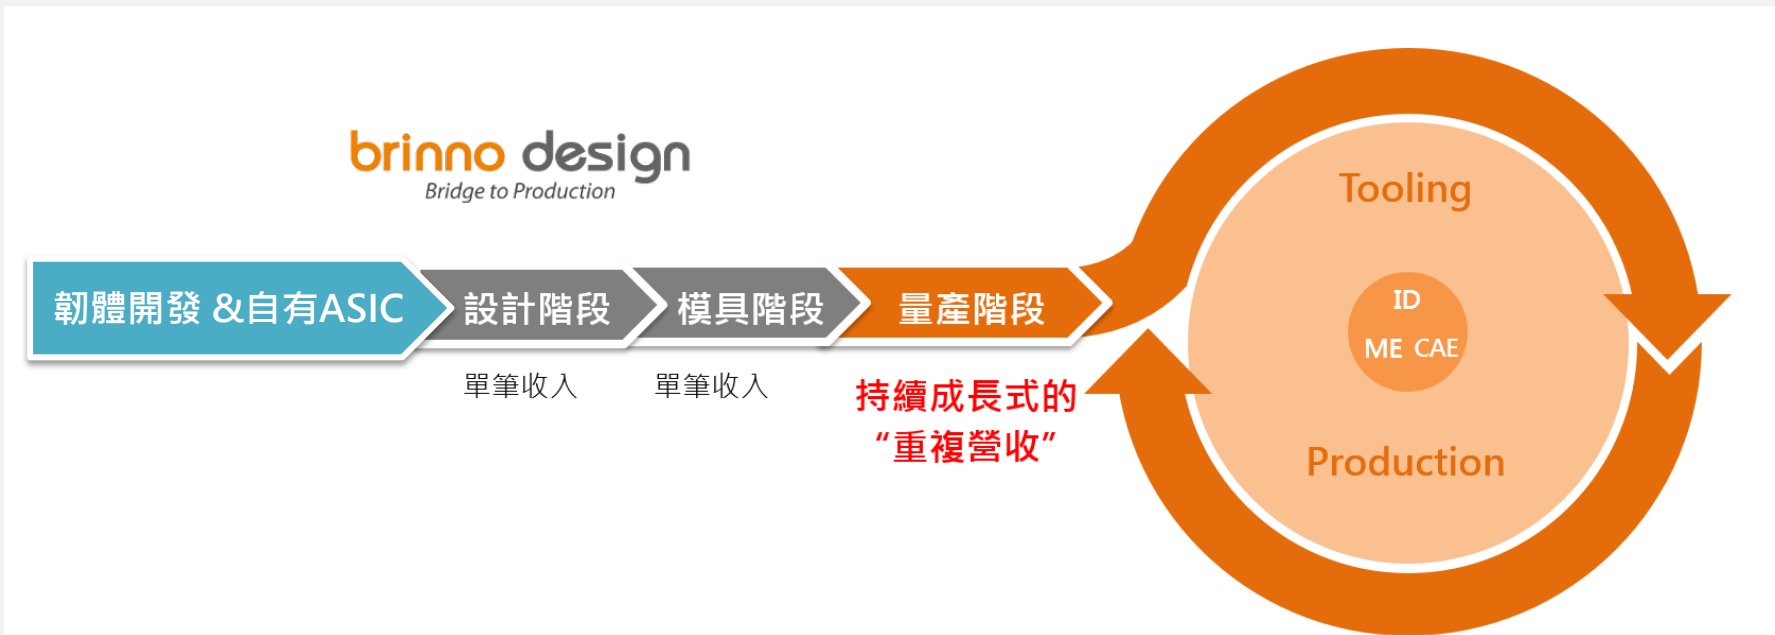 brinno design
Bridge to Production
韌體開發 &自有ASIC
設計階段
模具階段
量產階段
單筆收入
單筆收入
持續成長式的
“重複營收”
Tooling
ID
ME CAE
Production